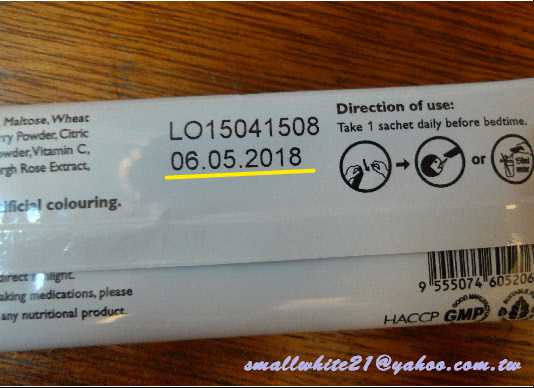 Maltose, Wheat
rry Powder, Citric
owder, Vitamin C,
urgh Rose Extract,
tificial colouring.
LO15041508
06.05.2018
Direction of use:
Take 1 sachet daily before bedtime.
or
direct sunlight.
aking medications, please
any nutritional product.
9 555074 605206
HACCP GMP
smallwhite21@yahoo.com.tw